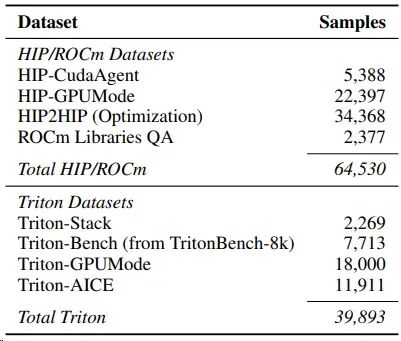 Dataset Samples
HIP/ROCm Datasets
HIP-CudaAgent 5,388
HIP-GPUMode 22,397
HIP2HIP (Optimization) 34,368
ROCm Libraries QA 2,377
Total HIP/ROCm 64,530
Triton Datasets
Triton-Stack 2,269
Triton-Bench (from TritonBench-8k) 7,713
Triton-GPUMode 18,000
Triton-AICE 11,911
Total Triton 39,893